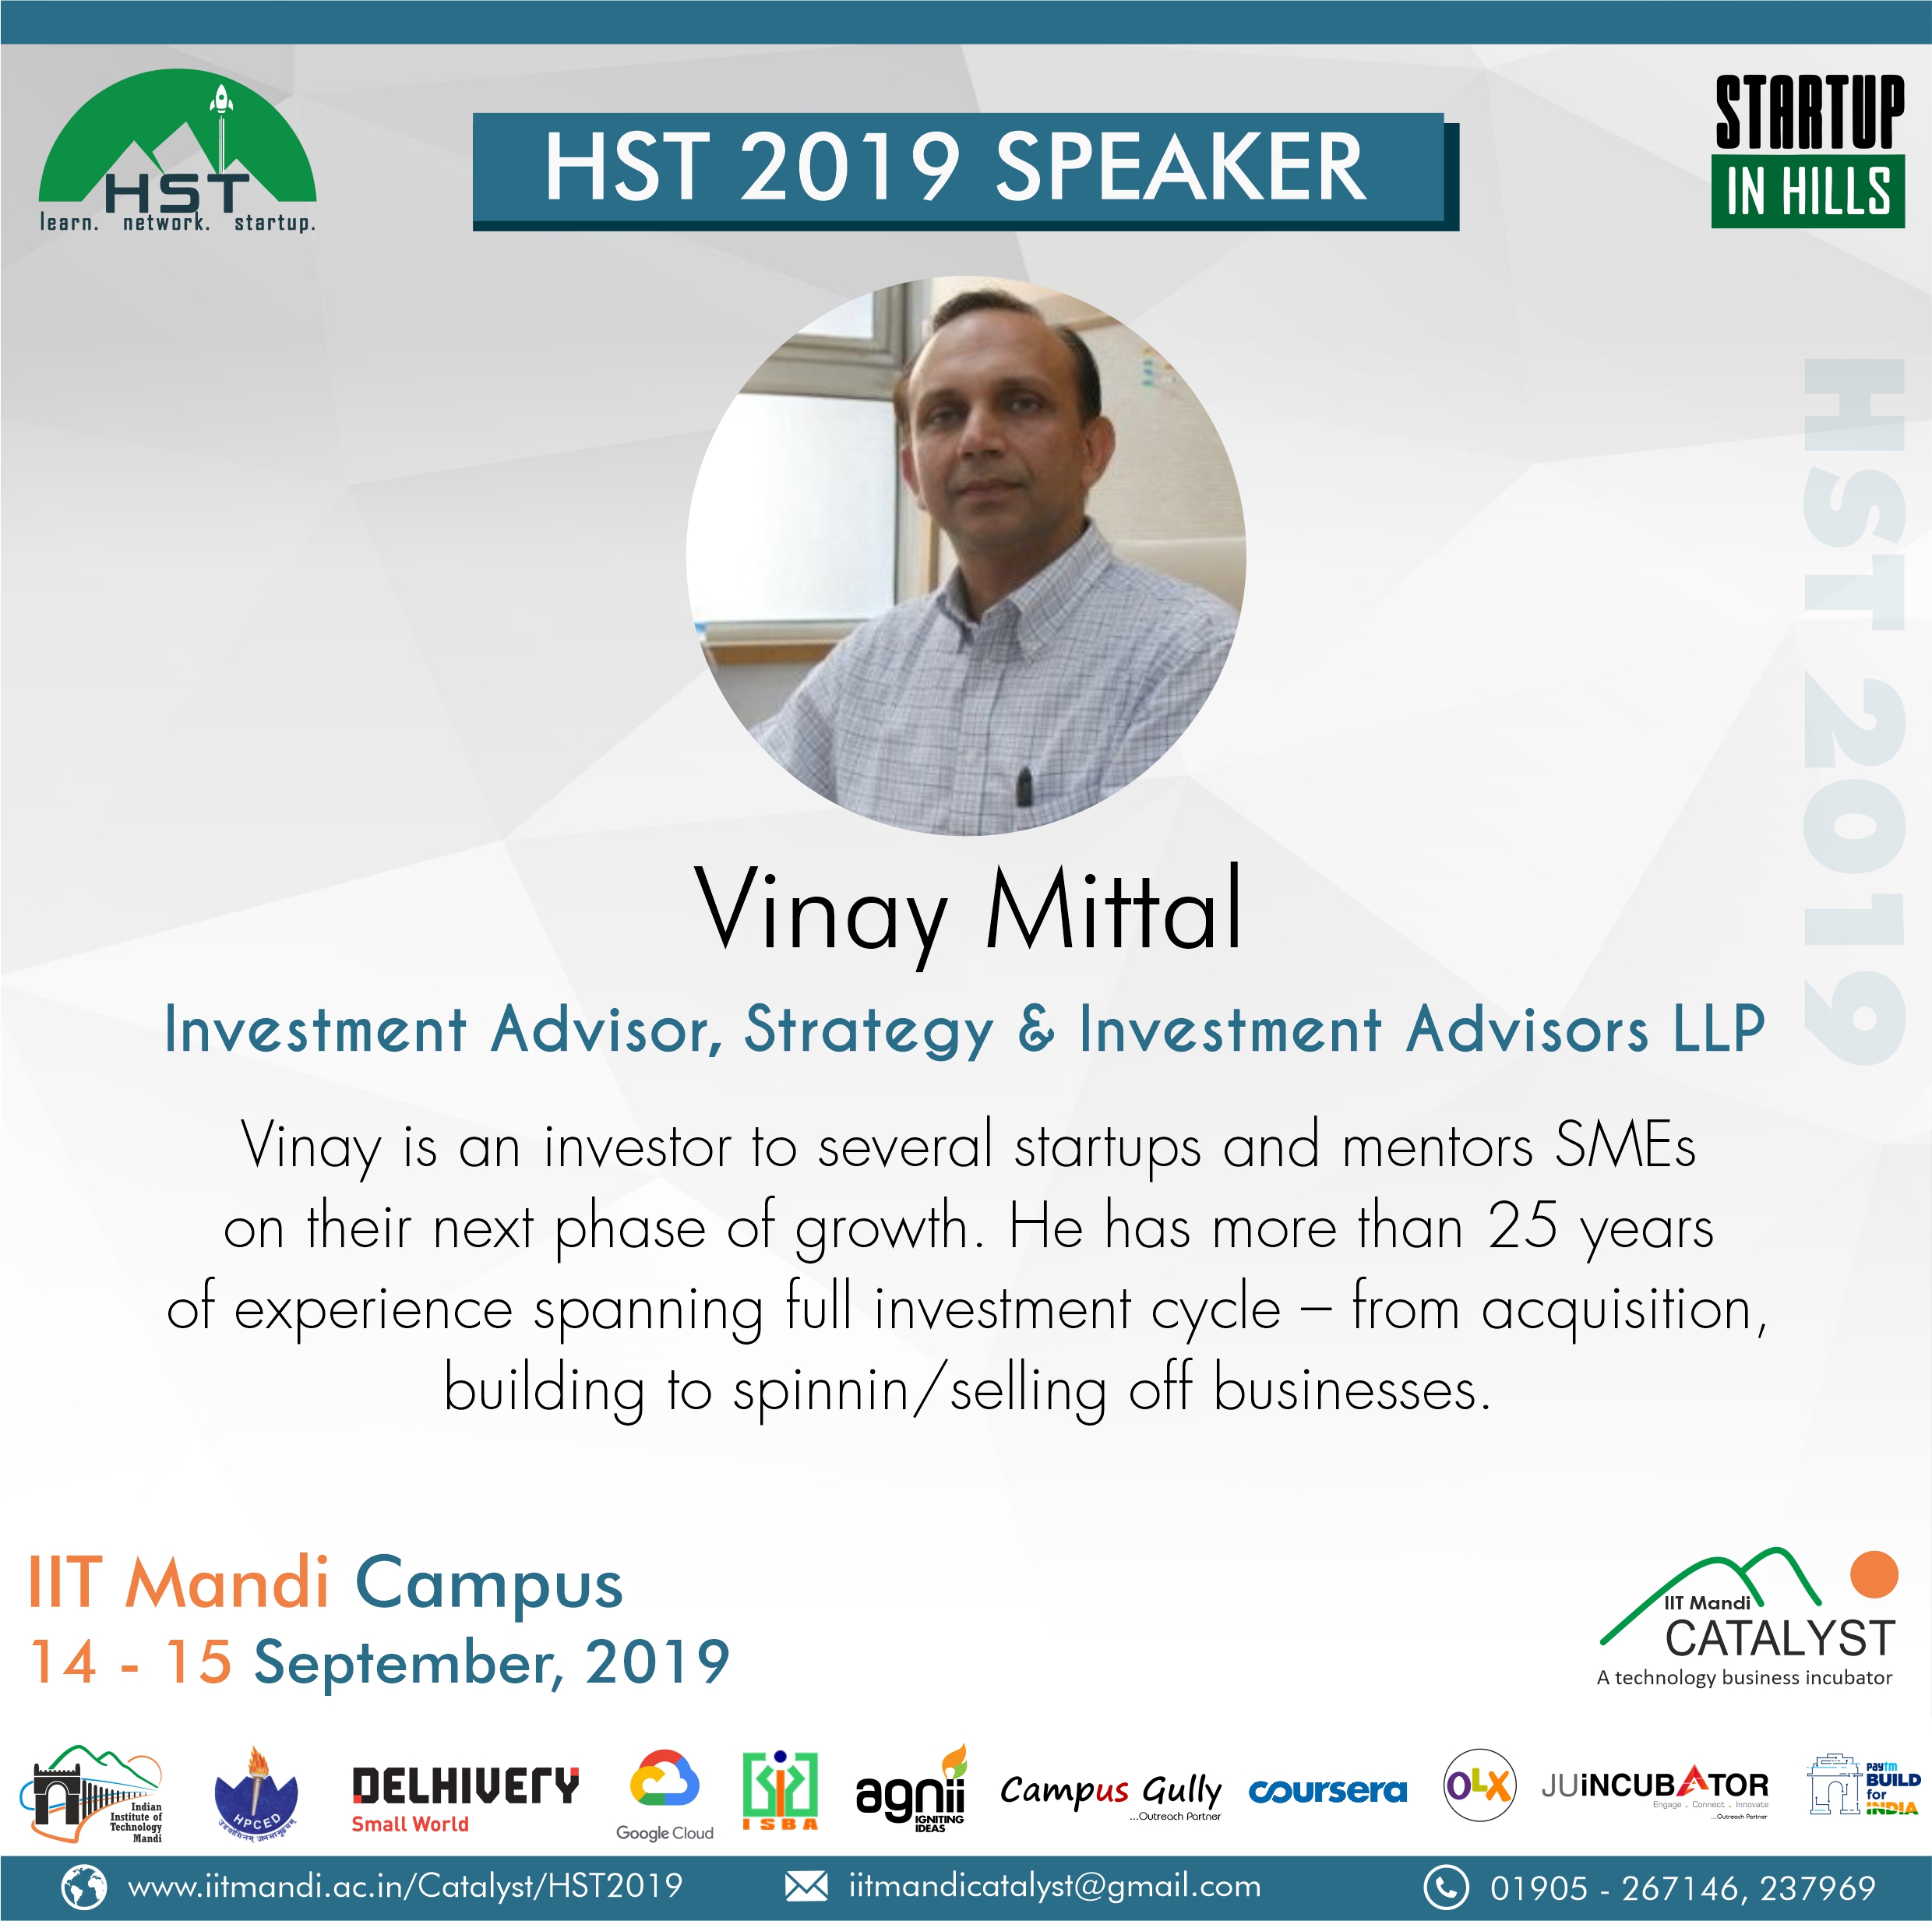 HST
learn. network. startup.
HST 2019 SPEAKER
STARTUP
IN HILLS
HST 2019
Vinay Mittal
Investment Advisor, Strategy & Investment Advisors LLP
Vinay is an investor to several startups and mentors SMEs
on their next phase of growth. He has more than 25 years
of experience spanning full investment cycle – from acquisition,
building to spinnin/selling off businesses.
IIT Mandi Campus
14 - 15 September, 2019
IIT Mandi
CATALYST
A technology business incubator
Indian
Institute of
Technology
Mandi
HPCED
DELHIVERY
Small World
Google Cloud
ISBA
agnii
IGNITING
IDEAS
Campus Gully
...Outreach Partner
coursera
OLX
JUiNCUBATOR
Engage . Connect . Innovate
...Outreach Partner
paytm
BUILD
for
INDIA
www.iitmandi.ac.in/Catalyst/HST2019
iitmandicatalyst@gmail.com
01905 - 267146, 237969